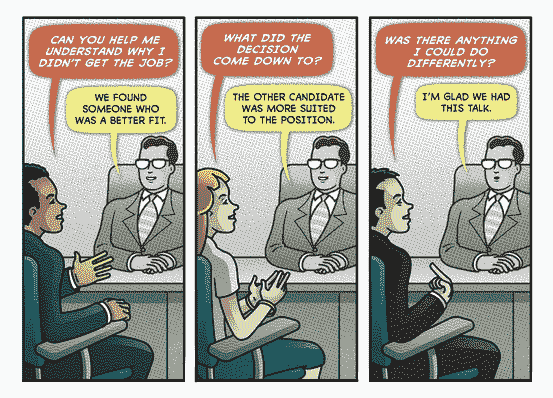 CAN YOU HELP ME
UNDERSTAND WHY I
DIDN'T GET THE JOB?
WE FOUND
SOMEONE WHO
WAS A BETTER FIT.
WHAT DID THE
DECISION
COME DOWN TO?
THE OTHER CANDIDATE
WAS MORE SUITED
TO THE POSITION.
WAS THERE ANYTHING
I COULD DO
DIFFERENTLY?
I'M GLAD WE HAD
THIS TALK.